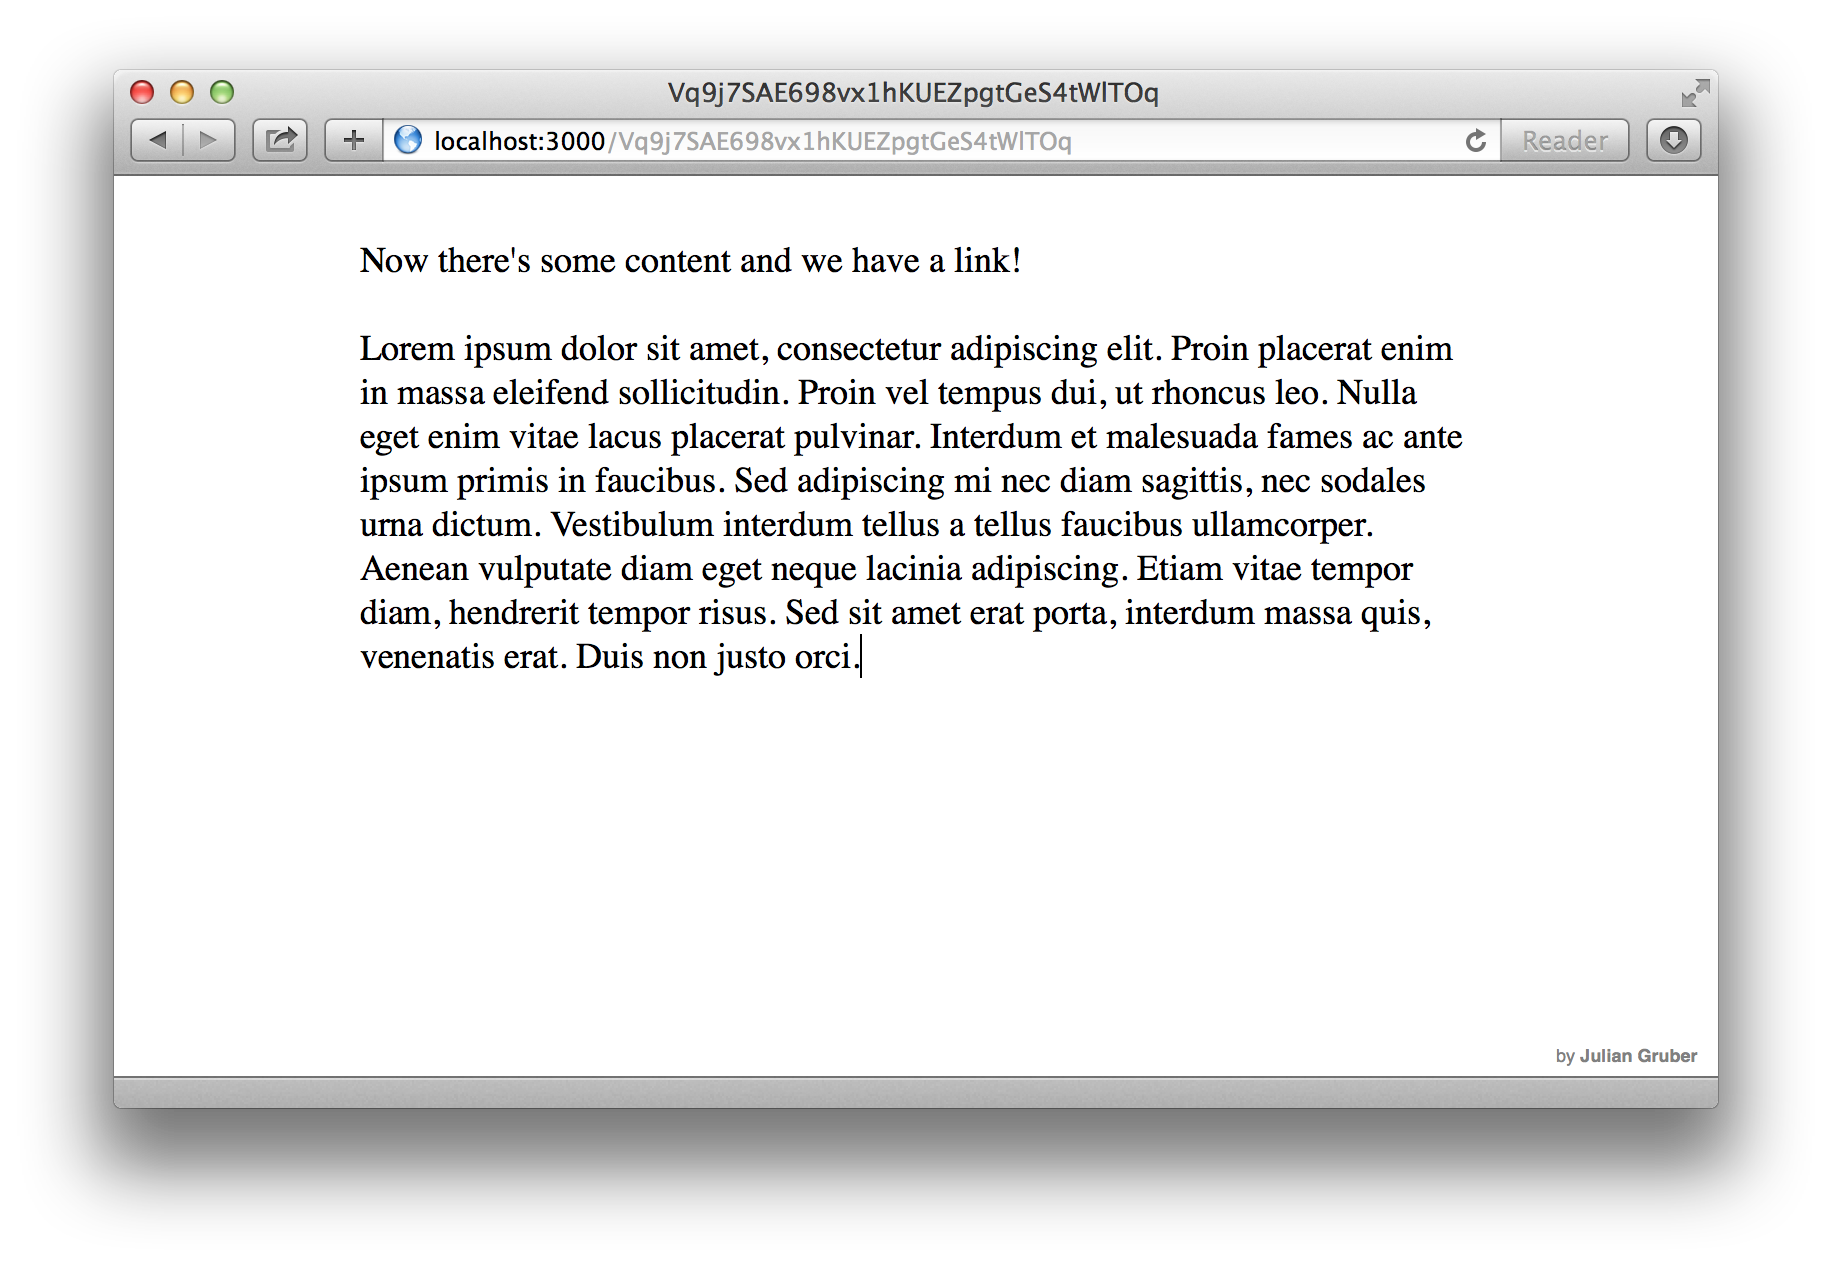 Vq9j7SAE698vx1hKUEZpgtGeS4tWlTOq
localhost:3000/Vq9j7SAE698vx1hKUEZpgtGeS4tWlTOq
Reader
Now there's some content and we have a link!
Lorem ipsum dolor sit amet, consectetur adipiscing elit. Proin placerat enim
in massa eleifend sollicitudin. Proin vel tempus dui, ut rhoncus leo. Nulla
eget enim vitae lacus placerat pulvinar. Interdum et malesuada fames ac ante
ipsum primis in faucibus. Sed adipiscing mi nec diam sagittis, nec sodales
urna dictum. Vestibulum interdum tellus a tellus faucibus ullamcorper.
Aenean vulputate diam eget neque lacinia adipiscing. Etiam vitae tempor
diam, hendrerit tempor risus. Sed sit amet erat porta, interdum massa quis,
venenatis erat. Duis non justo orci.
by Julian Gruber